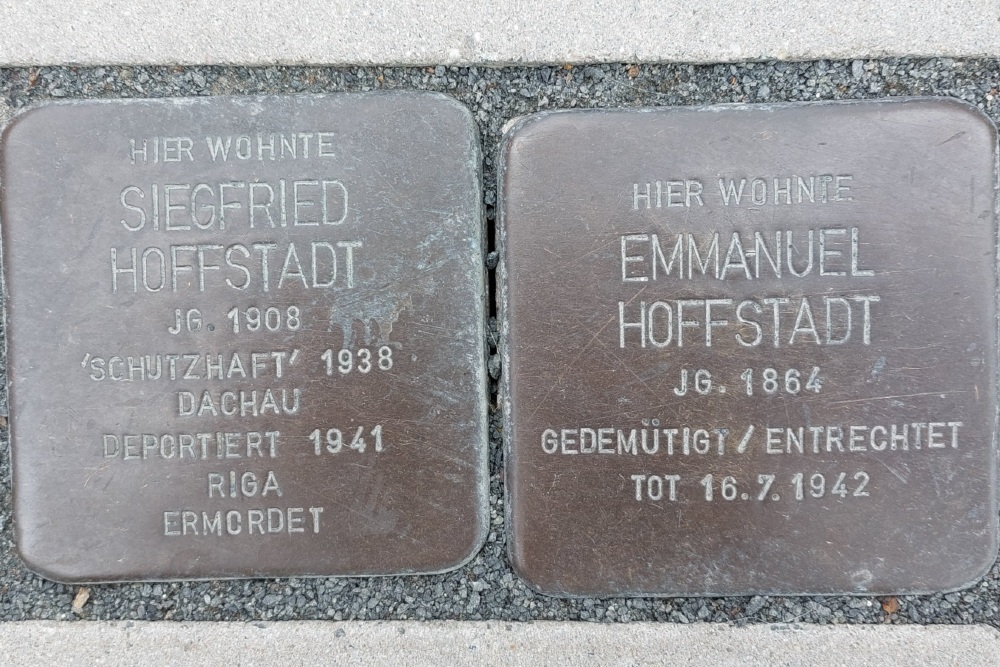 HIER WOHNTE
SIEGFRIED
HOFFSTADT
JG. 1908
'SCHUTZHAFT' 1938
DACHAU
DEPORTIERT 1941
RIGA
ERMORDET
HIER WOHNTE
EMMANUEL
HOFFSTADT
JG. 1864
GEDEMÜTIGT/ENTRECHTET
TOT 16.7.1942